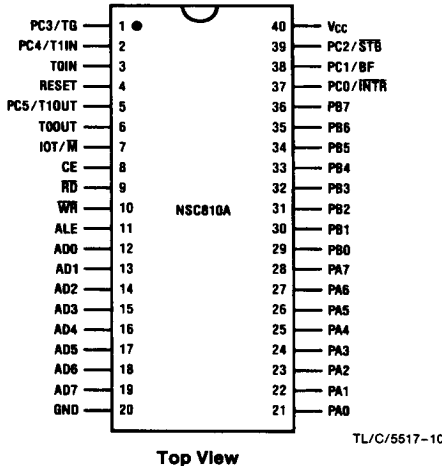 PC3/TG 1 40 VCC
PC4/T1IN 2 39 PC2/S̅T̅B̅
T0IN 3 38 PC1/BF
RESET 4 37 PC0/I̅N̅T̅R̅
PC5/T1OUT 5 36 PB7
T0OUT 6 35 PB6
IOT/M̅ 7 34 PB5
CE 8 33 PB4
R̅D̅ 9 32 PB3
W̅R̅ 10 NSC810A 31 PB2
ALE 11 30 PB1
AD0 12 29 PB0
AD1 13 28 PA7
AD2 14 27 PA6
AD3 15 26 PA5
AD4 16 25 PA4
AD5 17 24 PA3
AD6 18 23 PA2
AD7 19 22 PA1
GND 20 21 PA0
TL/C/5517-10
Top View